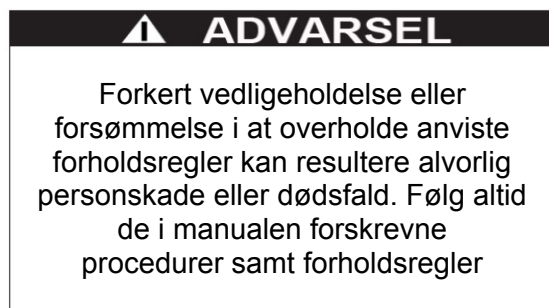 ADVARSEL
Forkert vedligeholdelse eller
forsømmelse i at overholde anviste
forholdsregler kan resultere alvorlig
personskade eller dødsfald. Følg altid
de i manualen forskrevne
procedurer samt forholdsregler